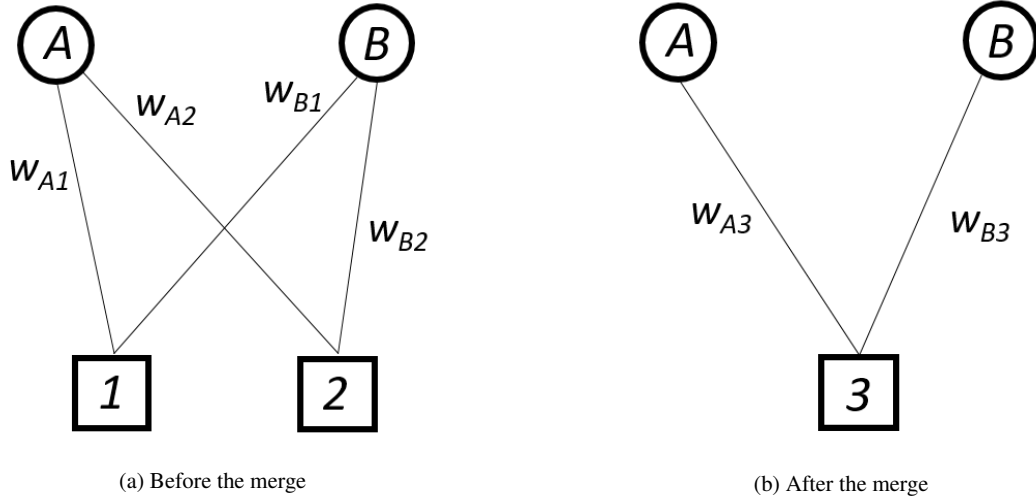 A B A B
w_A2 w_B1
w_A1
w_A3 w_B3
w_B2
1 2 3
(a) Before the merge (b) After the merge